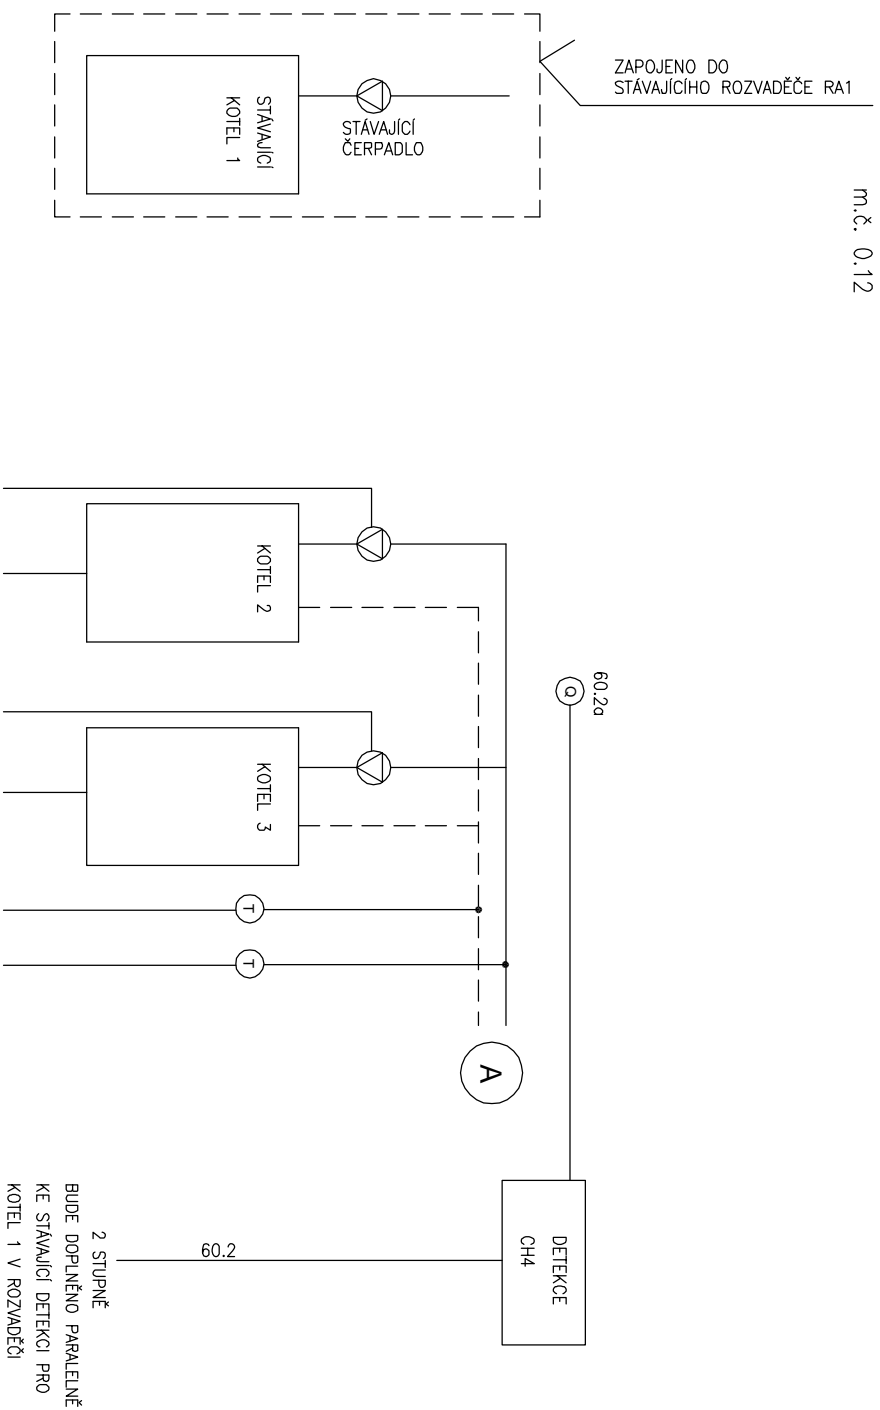 ZAPOJENO DO
STÁVAJÍCÍHO ROZVADĚČE RA1
m.č. 0.12
STÁVAJÍCÍ
KOTEL 1
STÁVAJÍCÍ
ČERPADLO
KOTEL 2
60.2a
Q
KOTEL 3
T
T
A
DETEKCE
CH4
60.2
2 STUPNĚ
BUDE DOPLNĚNO PARALELNĚ
KE STÁVAJÍCÍ DETEKCI PRO
KOTEL 1 V ROZVADĚČI